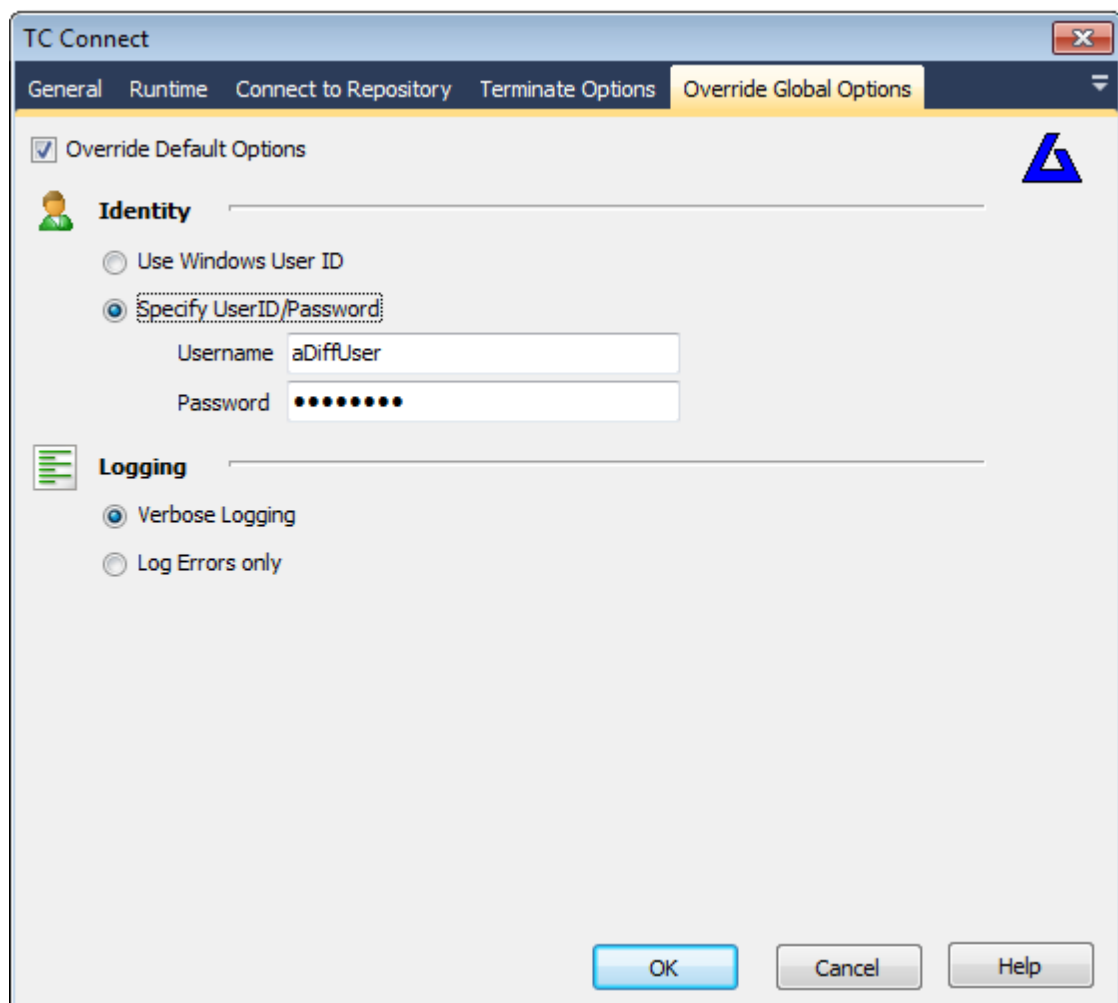 TC Connect
General Runtime Connect to Repository Terminate Options Override Global Options
Override Default Options
Identity
Use Windows User ID
Specify UserID/Password
Username aDiffUser
Password ●●●●●●●●
Logging
Verbose Logging
Log Errors only
OK Cancel Help